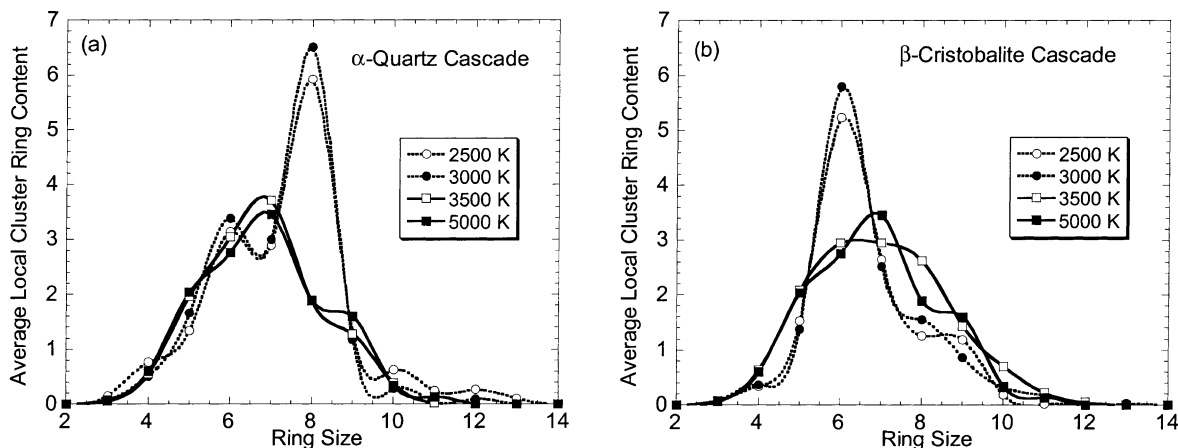 (a)
α-Quartz Cascade
Average Local Cluster Ring Content
7
6
5
4
3
2
1
0
2500 K
3000 K
3500 K
5000 K
2 4 6 8 10 12 14
Ring Size
(b)
β-Cristobalite Cascade
Average Local Cluster Ring Content
7
6
5
4
3
2
1
0
2500 K
3000 K
3500 K
5000 K
2 4 6 8 10 12 14
Ring Size